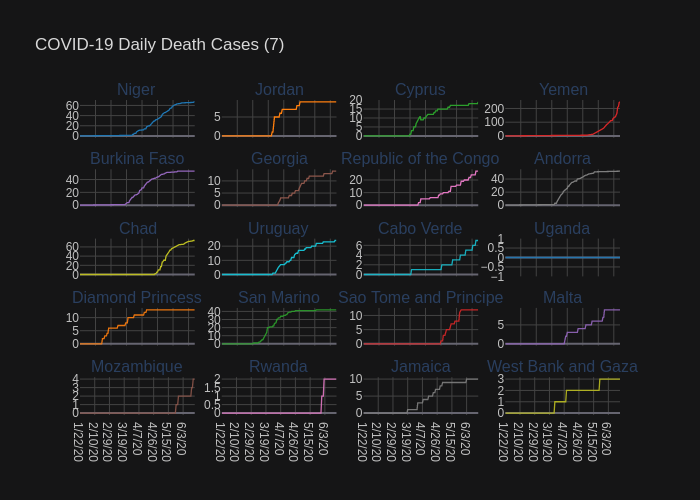 COVID-19 Daily Death Cases (7)
Niger Jordan Cyprus Yemen
60 40 20 0
5 0
20 15 10 5 0
200 100 0
Burkina Faso Georgia Republic of the Congo Andorra
40 20 0
10 5 0
20 10 0
40 20 0
Chad Uruguay Cabo Verde Uganda
60 40 20 0
20 10 0
6 4 2 0
1 0.5 0 −0.5 −1
Diamond Princess San Marino Sao Tome and Principe Malta
10 5 0
40 30 20 10 0
10 5 0
5 0
Mozambique Rwanda Jamaica West Bank and Gaza
4 3 2 1 0
2 1.5 1 0.5 0
10 5 0
3 2 1 0
1/22/20 2/10/20 2/29/20 3/19/20 4/7/20 4/26/20 5/15/20 6/3/20
1/22/20 2/10/20 2/29/20 3/19/20 4/7/20 4/26/20 5/15/20 6/3/20
1/22/20 2/10/20 2/29/20 3/19/20 4/7/20 4/26/20 5/15/20 6/3/20
1/22/20 2/10/20 2/29/20 3/19/20 4/7/20 4/26/20 5/15/20 6/3/20